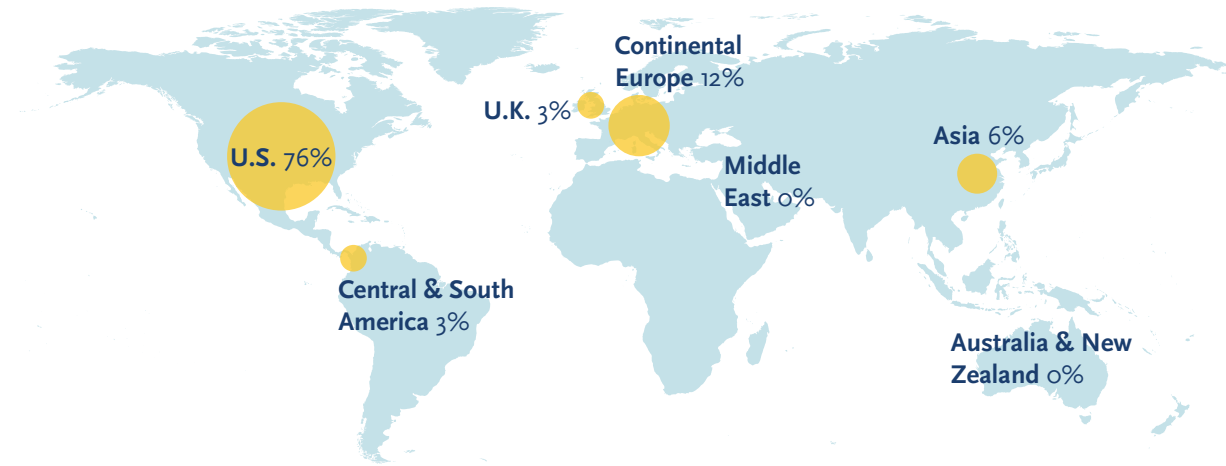 Continental
Europe 12%
U.K. 3%
Asia 6%
U.S. 76%
Middle
East 0%
Central & South
America 3%
Australia & New
Zealand 0%